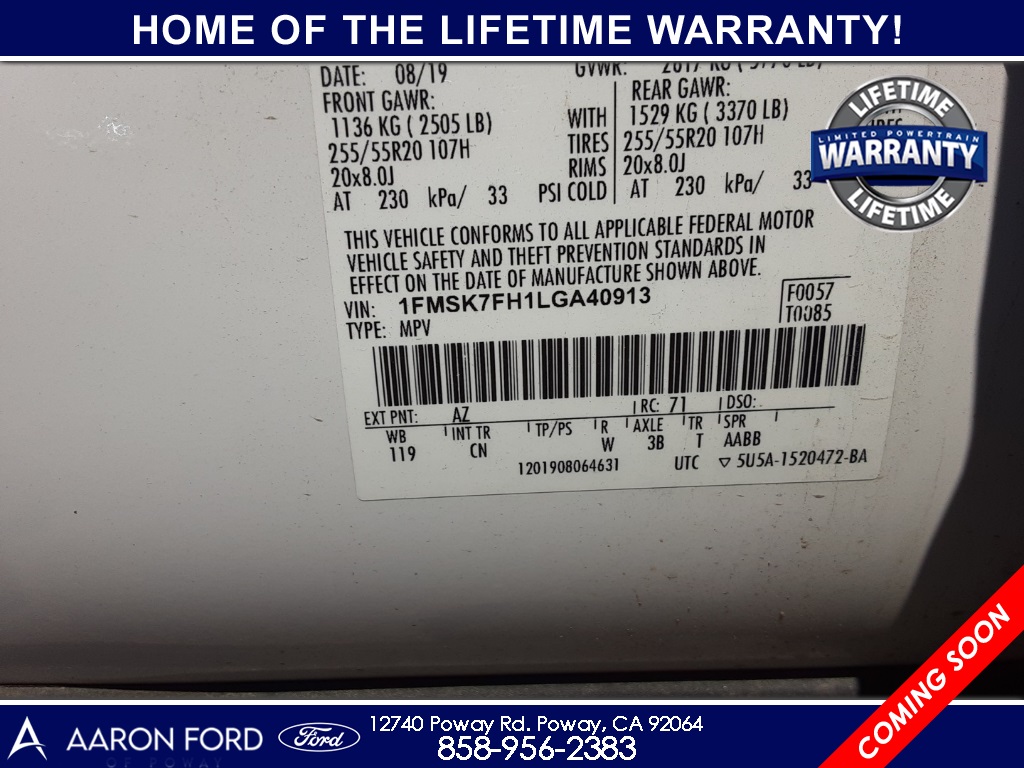 HOME OF THE LIFETIME WARRANTY!
DATE: 08/19
GVWR:
FRONT GAWR:
1136 KG ( 2505 LB)
255/55R20 107H
20x8.0J
AT 230 kPa/ 33 PSI COLD
WITH
TIRES
RIMS
REAR GAWR:
1529 KG ( 3370 LB)
255/55R20 107H
20x8.0J
AT 230 kPa/ 33
LIFETIME
LIMITED POWERTRAIN
WARRANTY
LIFETIME
THIS VEHICLE CONFORMS TO ALL APPLICABLE FEDERAL MOTOR
VEHICLE SAFETY AND THEFT PREVENTION STANDARDS IN
EFFECT ON THE DATE OF MANUFACTURE SHOWN ABOVE.
VIN: 1FMSK7FH1LGA40913
TYPE: MPV
F0057
T0085
EXT PNT: AZ RC: 71 DSO:
WB INT TR TP/PS R AXLE TR SPR
119 CN W 3B T AABB
1201908064631 UTC ▽ 5U5A-1520472-BA
COMING SOON
AARON FORD
OF POWAY
Ford
12740 Poway Rd. Poway, CA 92064
858-956-2383